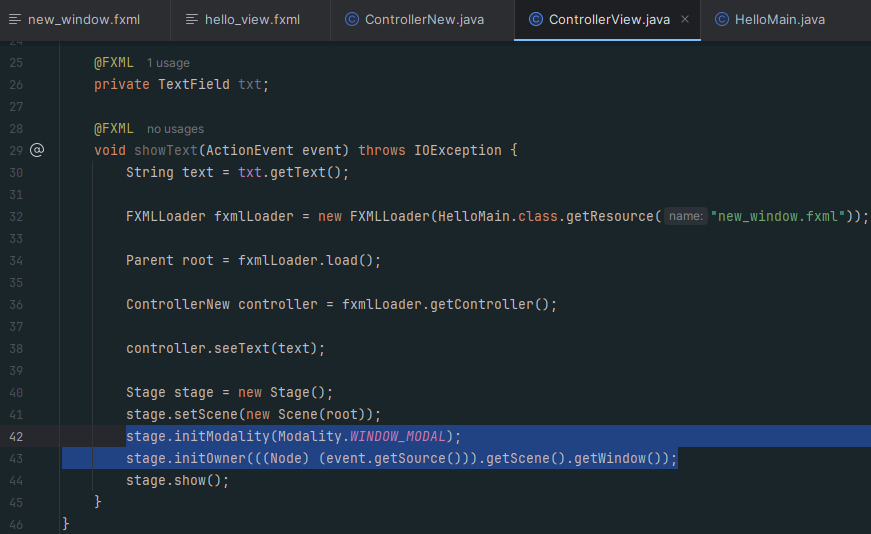 new_window.fxml hello_view.fxml ControllerNew.java ControllerView.java HelloMain.java
24
25 @FXML 1 usage
26 private TextField txt;
27
28 @FXML no usages
29 void showText(ActionEvent event) throws IOException {
30 String text = txt.getText();
31
32 FXMLLoader fxmlLoader = new FXMLLoader(HelloMain.class.getResource( name: "new_window.fxml"));
33
34 Parent root = fxmlLoader.load();
35
36 ControllerNew controller = fxmlLoader.getController();
37
38 controller.seeText(text);
39
40 Stage stage = new Stage();
41 stage.setScene(new Scene(root));
42 stage.initModality(Modality.WINDOW_MODAL);
43 stage.initOwner(((Node) (event.getSource())).getScene().getWindow());
44 stage.show();
45 }
46 }